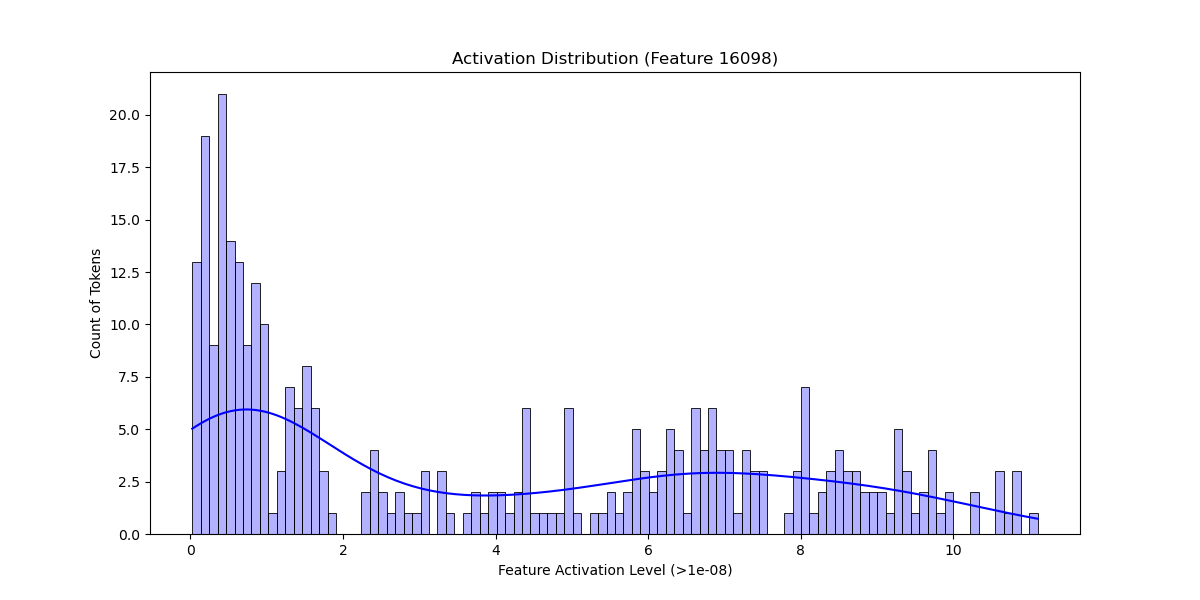 Activation Distribution (Feature 16098)
Count of Tokens
20.0
17.5
15.0
12.5
10.0
7.5
5.0
2.5
0.0
0 2 4 6 8 10
Feature Activation Level (>1e-08)